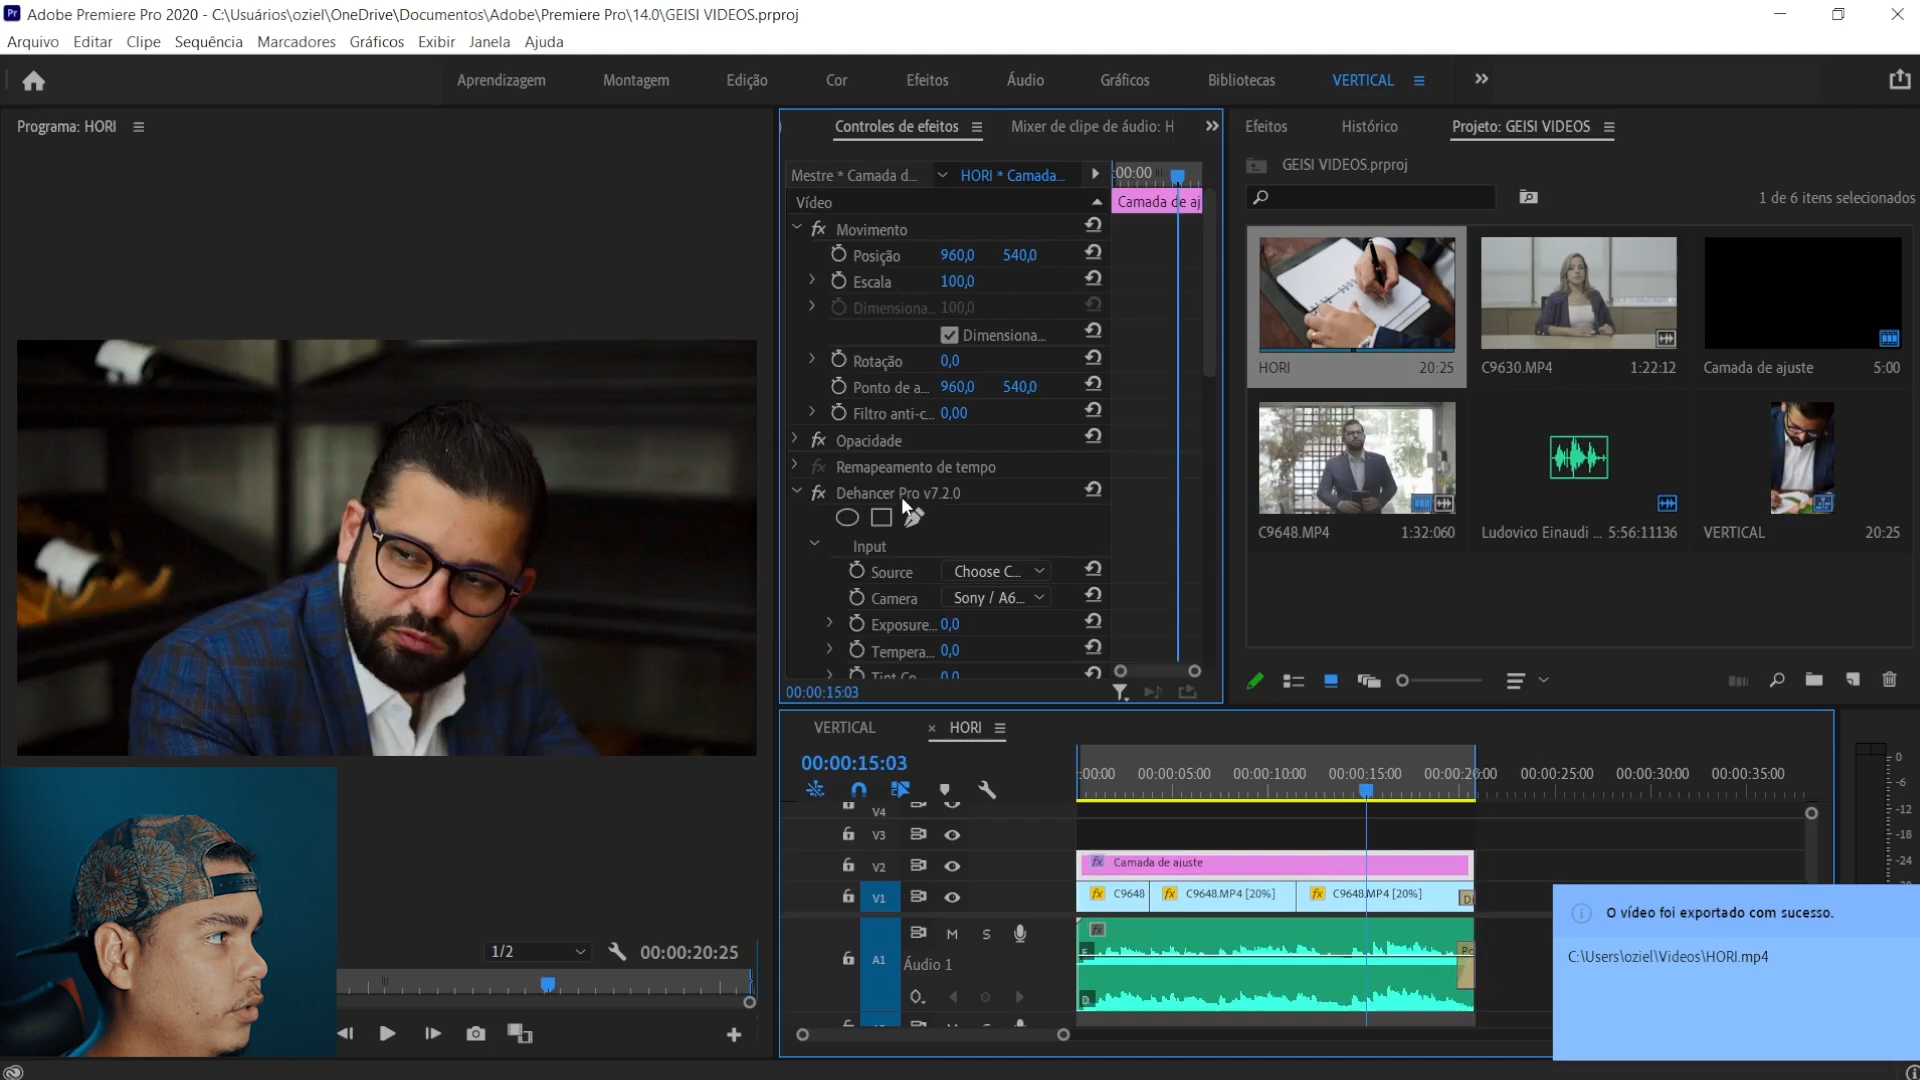 Adobe Premiere Pro 2020 - C:\Usuários\oziel\OneDrive\Documentos\Adobe\Premiere Pro\14.0\GEISI VIDEOS.prproj
Arquivo Editar Clipe Sequência Marcadores Gráficos Exibir Janela Ajuda
Aprendizagem Montagem Edição Cor Efeitos Áudio Gráficos Bibliotecas VERTICAL
Programa: HORI
Controles de efeitos Mixer de clipe de áudio: H
Mestre * Camada d... HORI * Camada...
:00:00
Vídeo
Camada de aj
Movimento
Posição 960,0 540,0
Escala 100,0
Dimensiona... 100,0
Dimensiona...
Rotação 0,0
Ponto de a... 960,0 540,0
Filtro anti-c... 0,00
Opacidade
Remapeamento de tempo
Dehancer Pro v7.2.0
Input
Source Choose C...
Camera Sony / A6...
Exposure... 0,0
Tempera... 0,0
Tint Co 0,0
00:00:15:03
Efeitos Histórico Projeto: GEISI VIDEOS
GEISI VIDEOS.prproj
1 de 6 itens selecionados
HORI 20:25
C9630.MP4 1:22:12
Camada de ajuste 5:00
C9648.MP4 1:32:060
Ludovico Einaudi ... 5:56:11136
VERTICAL 20:25
1/2
00:00:20:25
VERTICAL × HORI
00:00:15:03
:00:00 00:00:05:00 00:00:10:00 00:00:15:00 00:00:20:00 00:00:25:00 00:00:30:00 00:00:35:00
V4
V3
V2 fx Camada de ajuste
V1 fx C9648 fx C9648.MP4 [20%] fx C9648.MP4 [20%]
A1 M S
Áudio 1
0
-6
-12
-18
-24
O vídeo foi exportado com sucesso.
C:\Users\oziel\Videos\HORI.mp4